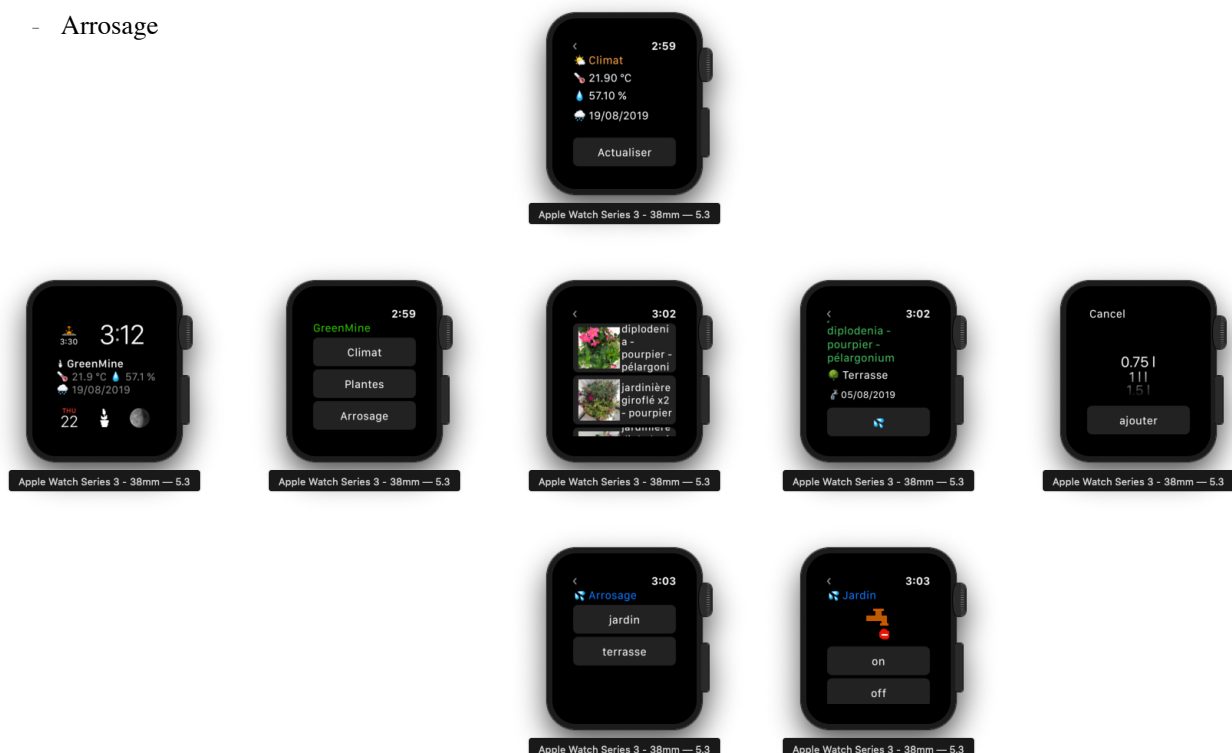 - Arrosage
‹ 2:59
🌤 Climat
🌡 21.90 °C
💧 57.10 %
🌧 19/08/2019
Actualiser
Apple Watch Series 3 - 38mm — 5.3
3:30 3:12
GreenMine
🌡 21.9 °C 💧 57.1 %
🌧 19/08/2019
THU
22
Apple Watch Series 3 - 38mm — 5.3
2:59
GreenMine
Climat
Plantes
Arrosage
Apple Watch Series 3 - 38mm — 5.3
‹ 3:02
diplodeni
a -
pourpier -
pélargoni
jardinière
giroflé x2
- pourpier
jardinière
Apple Watch Series 3 - 38mm — 5.3
‹ 3:02
diplodenia -
pourpier -
pélargonium
🌳 Terrasse
05/08/2019
💦
Apple Watch Series 3 - 38mm — 5.3
Cancel
0.75 l
1 l
1.5 l
ajouter
Apple Watch Series 3 - 38mm — 5.3
‹ 3:03
💦 Arrosage
jardin
terrasse
Apple Watch Series 3 - 38mm — 5.3
‹ 3:03
💦 Jardin
on
off
Apple Watch Series 3 - 38mm — 5.3